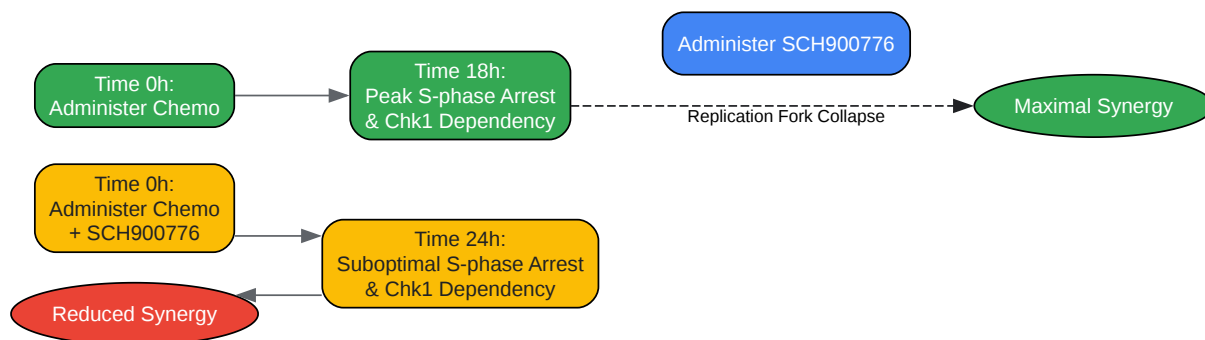 Time 0h:
Administer Chemo
Time 18h:
Peak S-phase Arrest
& Chk1 Dependency
Administer SCH900776
Replication Fork Collapse
Maximal Synergy
Time 0h:
Administer Chemo
+ SCH900776
Time 24h:
Suboptimal S-phase Arrest
& Chk1 Dependency
Reduced Synergy